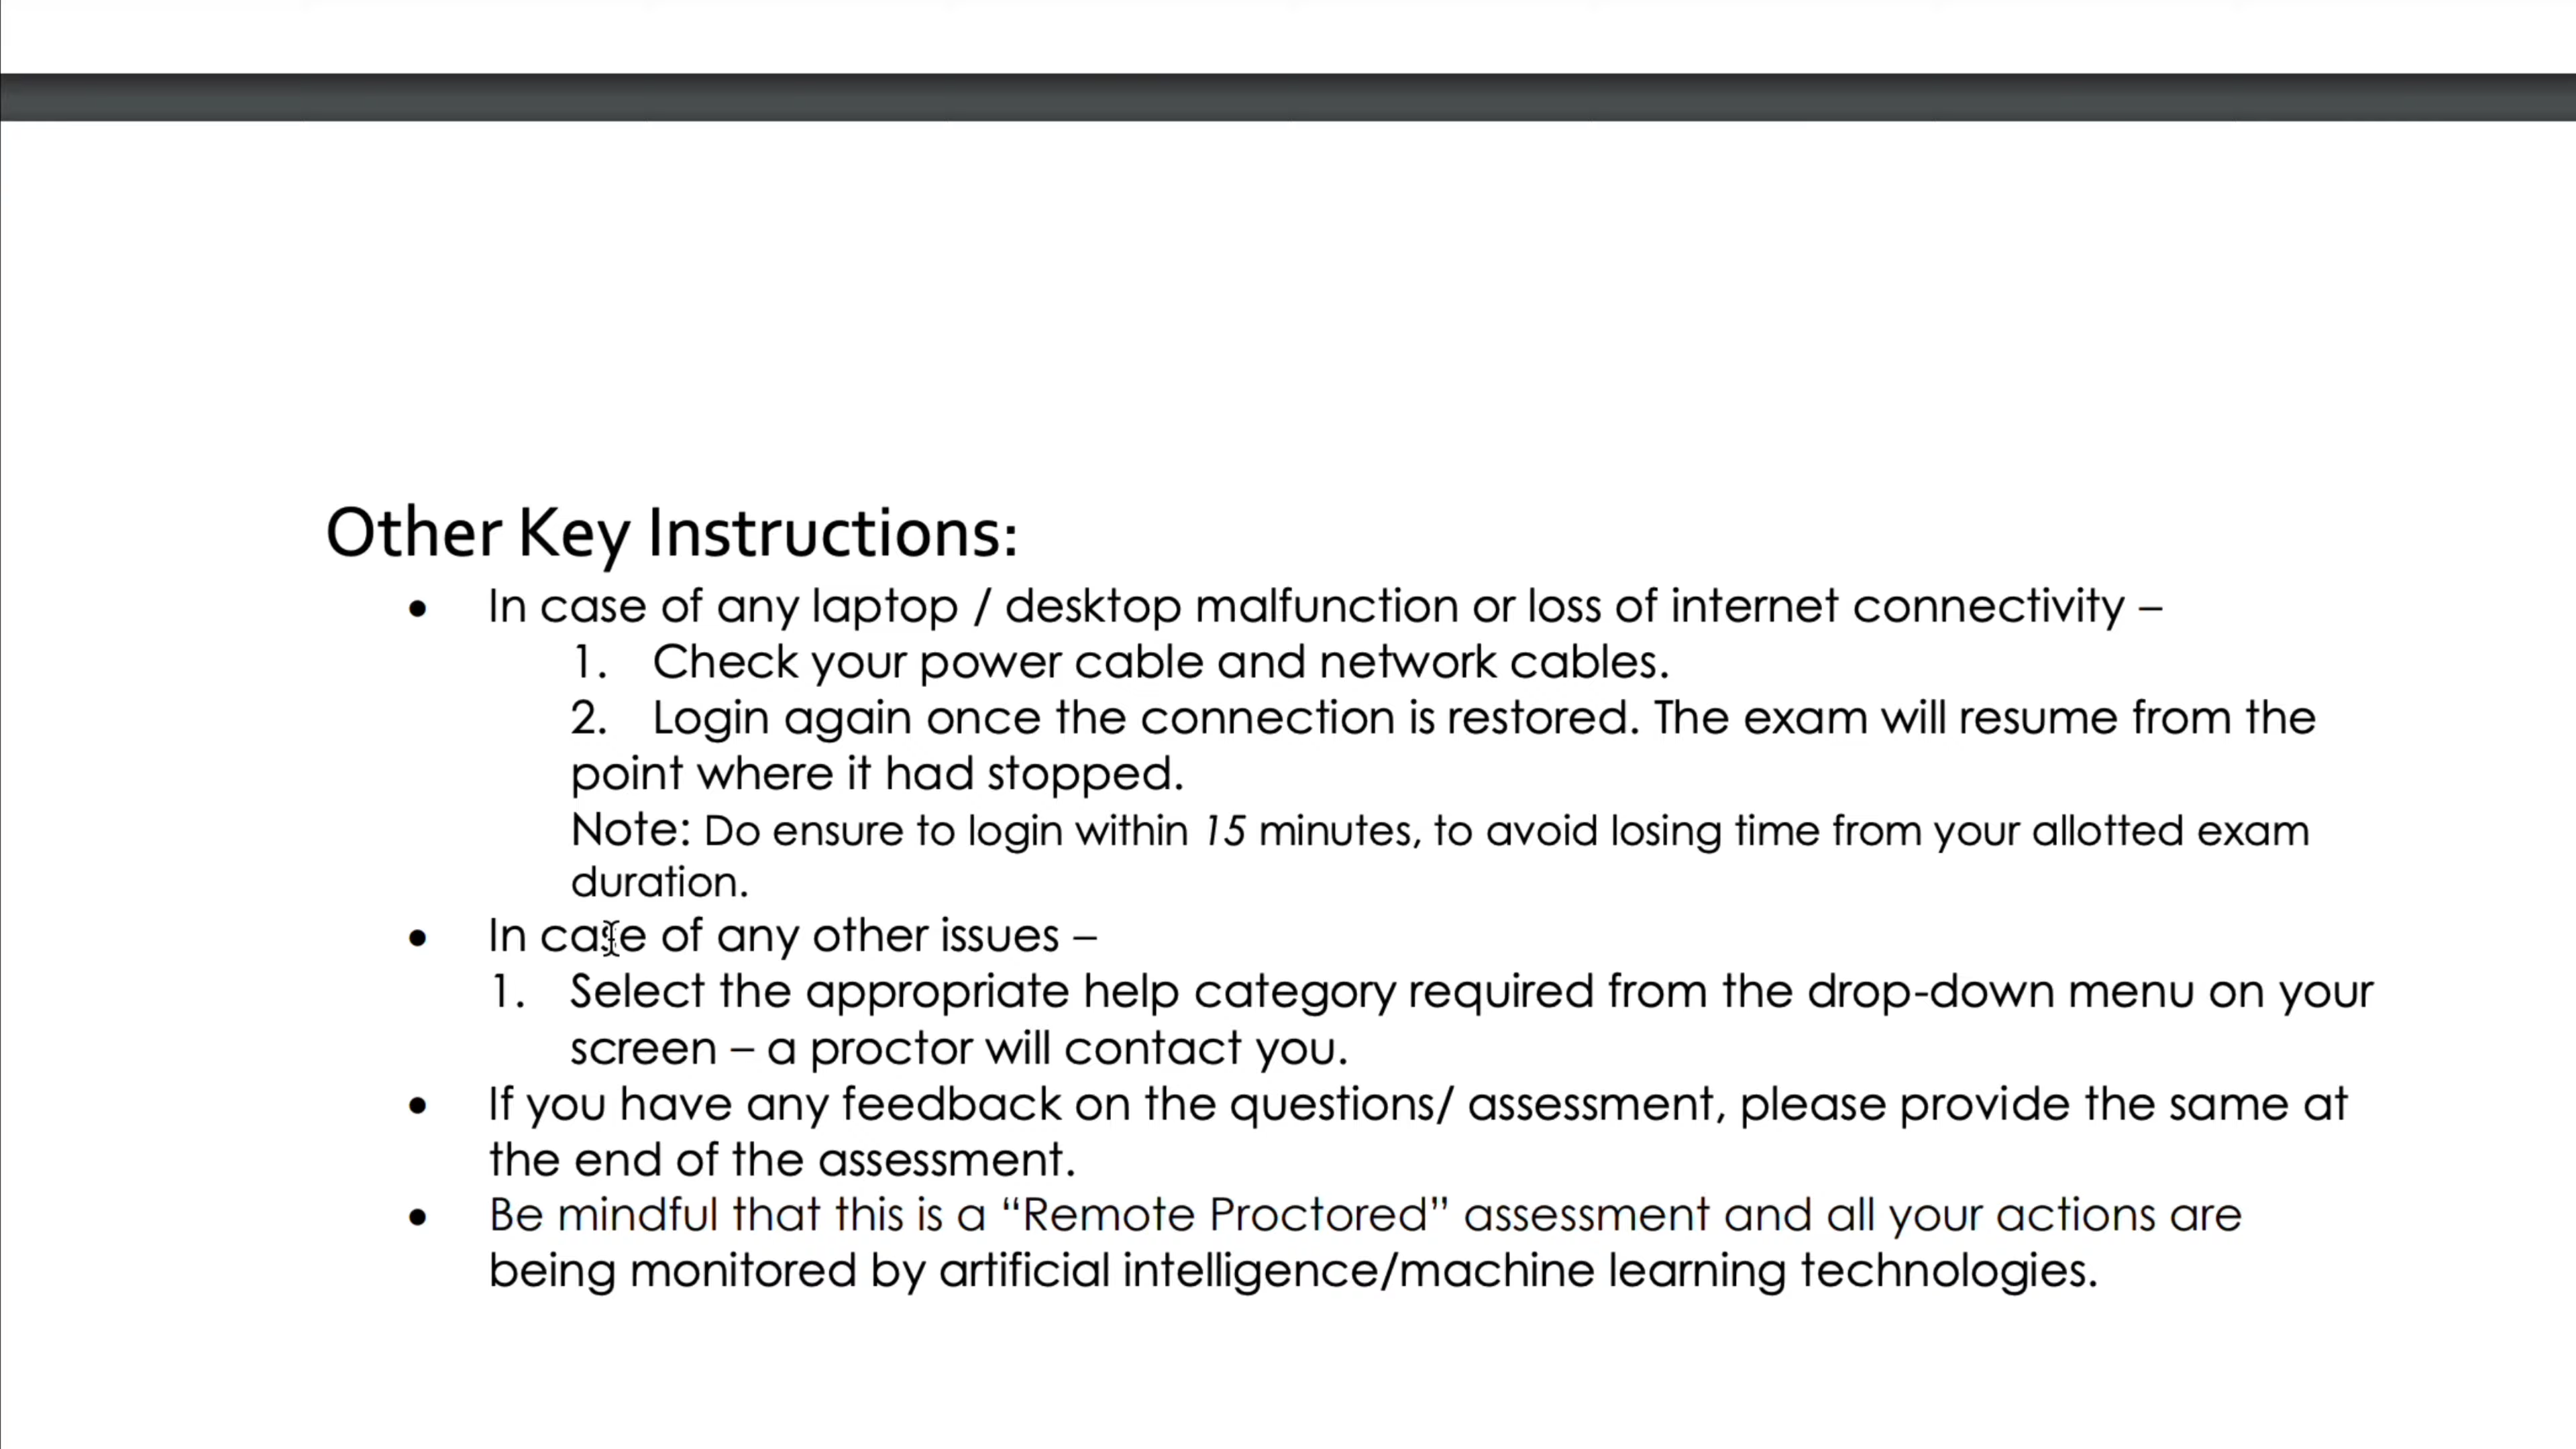 Other Key Instructions:
• In case of any laptop / desktop malfunction or loss of internet connectivity –
1. Check your power cable and network cables.
2. Login again once the connection is restored. The exam will resume from the
point where it had stopped.
Note: Do ensure to login within 15 minutes, to avoid losing time from your allotted exam
duration.
• In case of any other issues –
1. Select the appropriate help category required from the drop-down menu on your
screen – a proctor will contact you.
• If you have any feedback on the questions/ assessment, please provide the same at
the end of the assessment.
• Be mindful that this is a “Remote Proctored” assessment and all your actions are
being monitored by artificial intelligence/machine learning technologies.